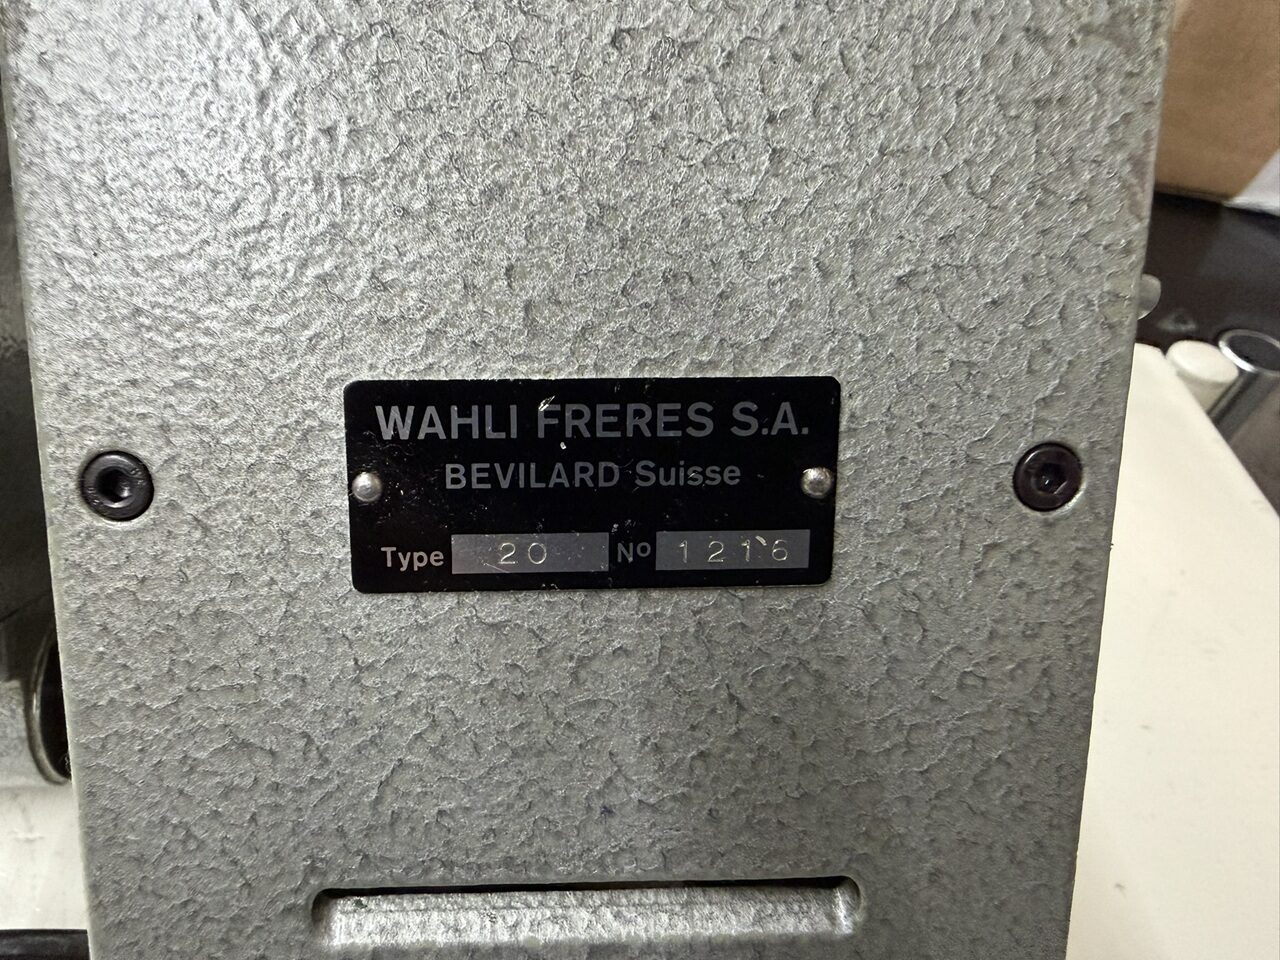 WAHLI FRERES S.A.
BEVILARD Suisse
Type 20 No 1216